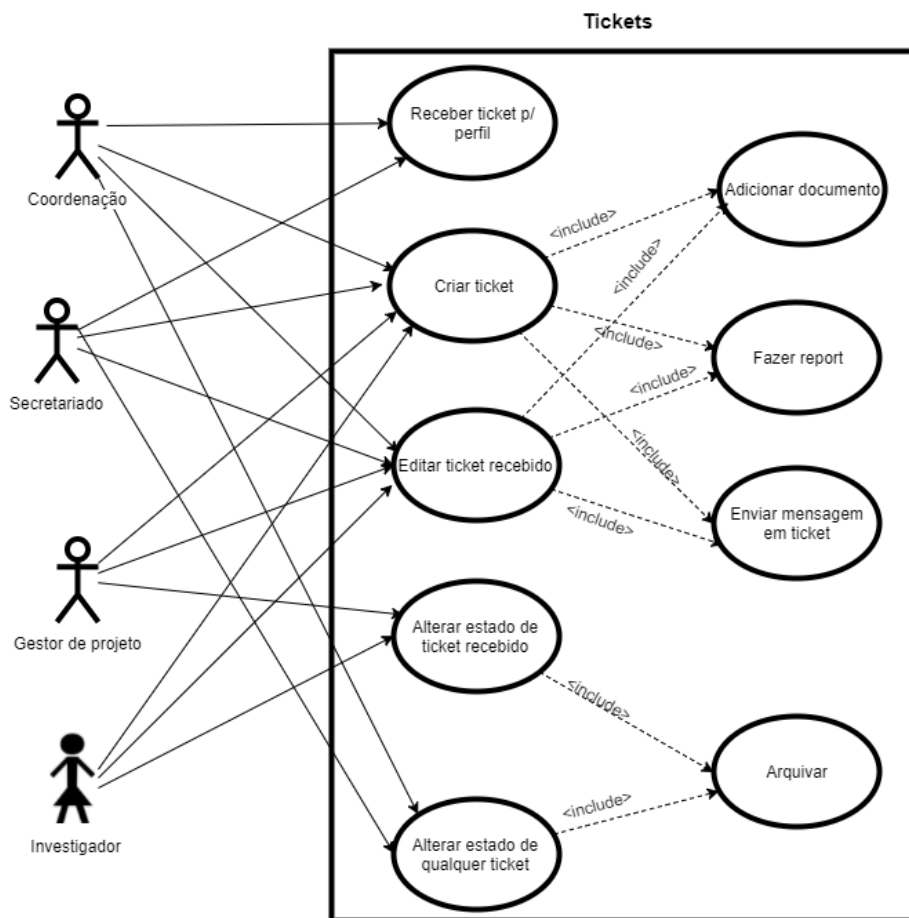 Tickets
Receber ticket p/
perfil
Coordenação
Adicionar documento
<include>
<include>
Criar ticket
Secretariado
<include>
Fazer report
<include>
Editar ticket recebido
<include>
Enviar mensagem
em ticket
<include>
Gestor de projeto
Alterar estado de
ticket recebido
<include>
Arquivar
<include>
Investigador
Alterar estado de
qualquer ticket